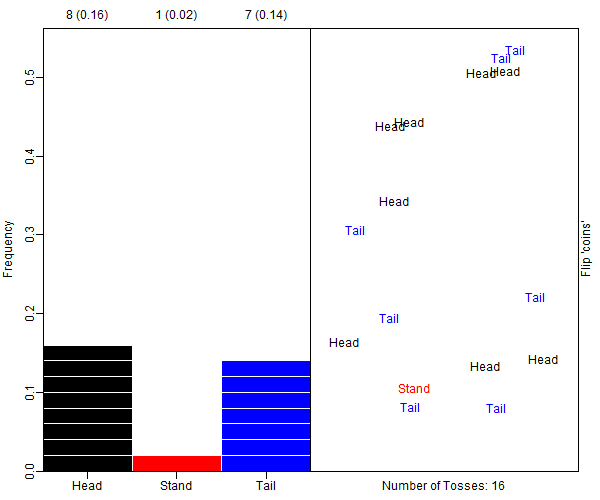 8 (0.16) 1 (0.02) 7 (0.14)
Frequency
0.5
0.4
0.3
0.2
0.1
0.0
Head Stand Tail
Tail
Tail
Head Head
Head Head
Head
Tail
Tail
Tail
Head
Head
Head
Stand
Tail
Tail
Flip 'coins'
Number of Tosses: 16